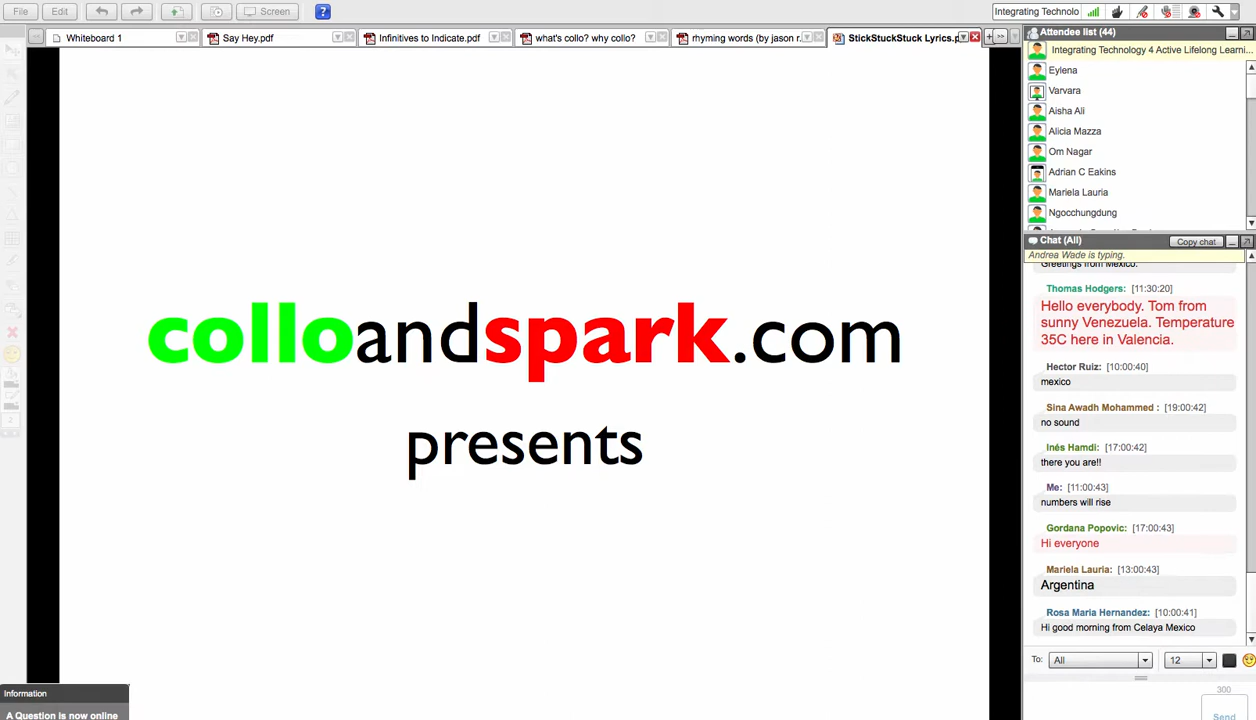 File
Edit
Screen
?
Integrating Technolo
Whiteboard 1
Say Hey.pdf
Infinitives to Indicate.pdf
what's collo? why collo?
rhyming words (by jason r.
StickStuckStuck Lyrics.p
Attendee list (44)
Integrating Technology 4 Active Lifelong Learni...
Eylena
Varvara
Aisha Ali
Alicia Mazza
Om Nagar
Adrian C Eakins
Mariela Lauria
Ngocchungdung
colloandspark.com
presents
Chat (All)
Copy chat
Andrea Wade is typing.
Greetings from Mexico.
Thomas Hodgers: [11:30:20]
Hello everybody. Tom from
sunny Venezuela. Temperature
35C here in Valencia.
Hector Ruiz: [10:00:40]
mexico
Sina Awadh Mohammed : [19:00:42]
no sound
Inés Hamdi: [17:00:42]
there you are!!
Me: [11:00:43]
numbers will rise
Gordana Popovic: [17:00:43]
Hi everyone
Mariela Lauria: [13:00:43]
Argentina
Rosa Maria Hernandez: [10:00:41]
Hi good morning from Celaya Mexico
To: All 12
300
Send
Information
A Question is now online